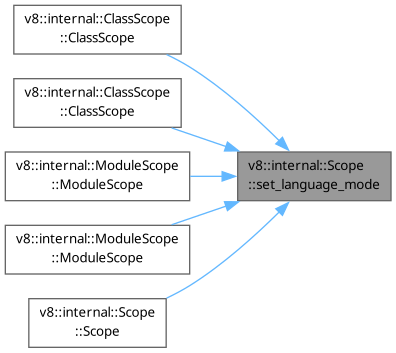 v8::internal::ClassScope
::ClassScope
v8::internal::ClassScope
::ClassScope
v8::internal::ModuleScope
::ModuleScope
v8::internal::Scope
::set_language_mode
v8::internal::ModuleScope
::ModuleScope
v8::internal::Scope
::Scope